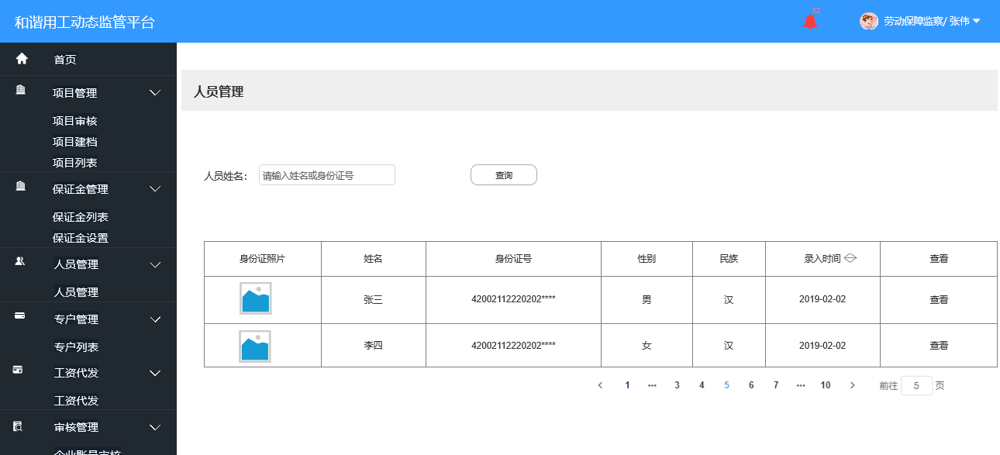 和谐用工动态监管平台
12
劳动保障监察/ 张伟
首页
项目管理
项目审核
项目建档
项目列表
保证金管理
保证金列表
保证金设置
人员管理
人员管理
专户管理
专户列表
工资代发
工资代发
审核管理
企业账号审核
人员管理
人员姓名: 请输入姓名或身份证号 查询
身份证照片 姓名 身份证号 性别 民族 录入时间 查看
张三 42002112220202**** 男 汉 2019-02-02 查看
李四 42002112220202**** 女 汉 2019-02-02 查看
1 ··· 3 4 5 6 7 ··· 10 前往 5 页